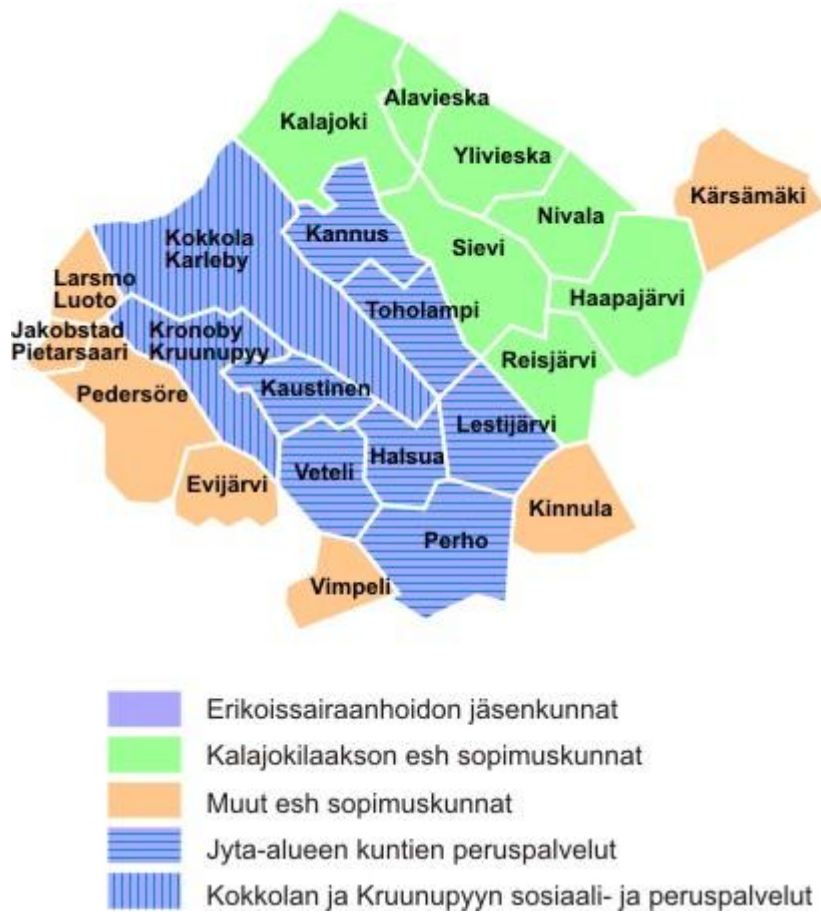 Alavieska
Kalajoki
Ylivieska
Kärsämäki
Nivala
Kannus
Kokkola
Karleby
Sievi
Larsmo
Luoto
Haapajärvi
Toholampi
Jakobstad
Pietarsaari
Kronoby
Kruunupyy
Reisjärvi
Pedersöre
Kaustinen
Lestijärvi
Halsua
Veteli
Evijärvi
Kinnula
Perho
Vimpeli
Erikoissairaanhoidon jäsenkunnat
Kalajokilaakson esh sopimuskunnat
Muut esh sopimuskunnat
Jyta-alueen kuntien peruspalvelut
Kokkolan ja Kruunupyyn sosiaali- ja peruspalvelut